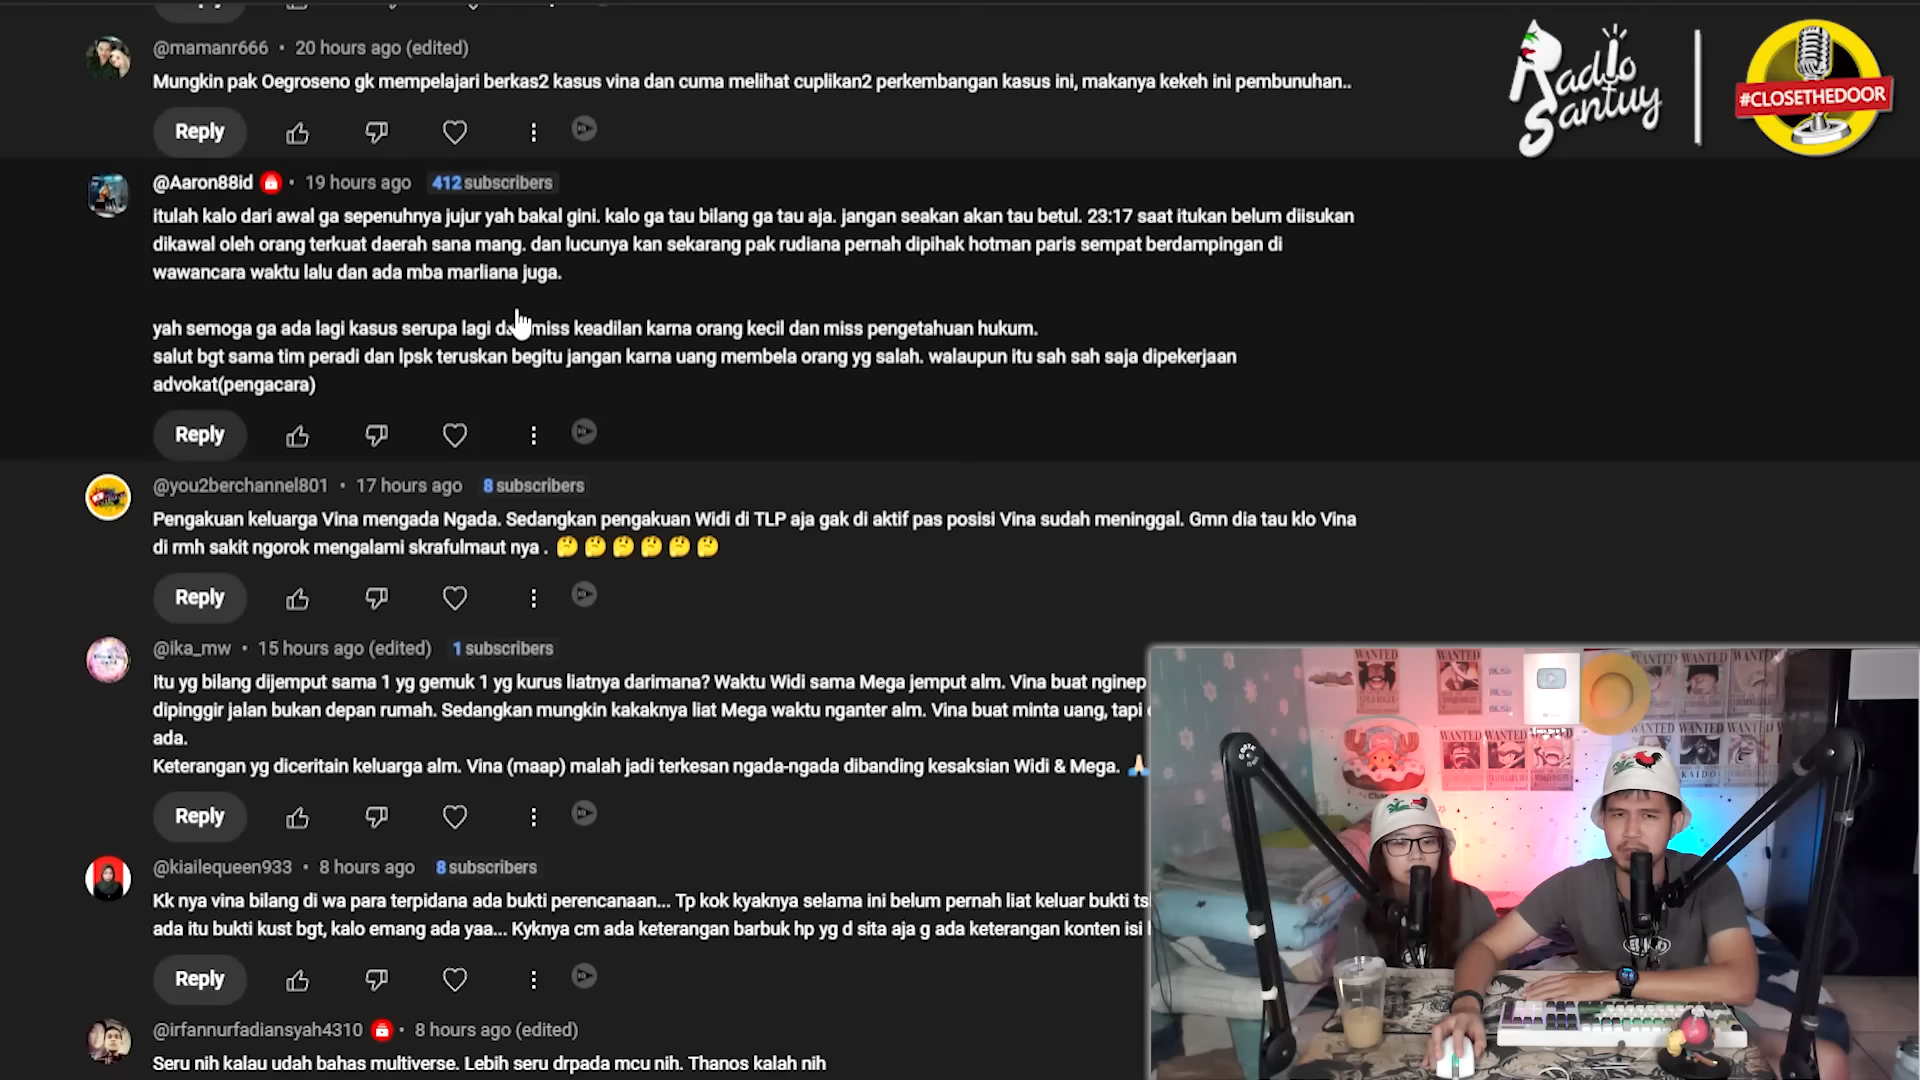 @mamanr666 • 20 hours ago (edited)
Mungkin pak Oegroseno gk mempelajari berkas2 kasus vina dan cuma melihat cuplikan2 perkembangan kasus ini, makanya kekeh ini pembunuhan..
Reply
Radio
Santuy
#CLOSETHEDOOR
@Aaron88id • 19 hours ago 412 subscribers
itulah kalo dari awal ga sepenuhnya jujur yah bakal gini. kalo ga tau bilang ga tau aja. jangan seakan akan tau betul. 23:17 saat itukan belum diisukan
dikawal oleh orang terkuat daerah sana mang. dan lucunya kan sekarang pak rudiana pernah dipihak hotman paris sempat berdampingan di
wawancara waktu lalu dan ada mba marliana juga.
yah semoga ga ada lagi kasus serupa lagi miss keadilan karna orang kecil dan miss pengetahuan hukum.
salut bgt sama tim peradi dan lpsk teruskan begitu jangan karna uang membela orang yg salah. walaupun itu sah sah saja dipekerjaan
advokat(pengacara)
Reply
@you2berchannel801 • 17 hours ago 8 subscribers
Pengakuan keluarga Vina mengada Ngada. Sedangkan pengakuan Widi di TLP aja gak di aktif pas posisi Vina sudah meninggal. Gmn dia tau klo Vina
di rmh sakit ngorok mengalami skrafulmaut nya . 🤔🤔🤔🤔🤔🤔
Reply
@ika_mw • 15 hours ago (edited) 1 subscribers
Itu yg bilang dijemput sama 1 yg gemuk 1 yg kurus liatnya darimana? Waktu Widi sama Mega jemput alm. Vina buat nginep
dipinggir jalan bukan depan rumah. Sedangkan mungkin kakaknya liat Mega waktu nganter alm. Vina buat minta uang, tapi
ada.
Keterangan yg diceritain keluarga alm. Vina (maap) malah jadi terkesan ngada-ngada dibanding kesaksian Widi & Mega. 🙏
Reply
@kiailequeen933 • 8 hours ago 8 subscribers
Kk nya vina bilang di wa para terpidana ada bukti perencanaan... Tp kok kyaknya selama ini belum pernah liat keluar bukti
ada itu bukti kust bgt, kalo emang ada yaa... Kyknya cm ada keterangan barbuk hp yg d sita aja g ada keterangan konten isi
Reply
@irfannurfadiansyah4310 • 8 hours ago (edited)
Seru nih kalau udah bahas multiverse. Lebih seru drpada mcu nih. Thanos kalah nih
WANTED
WANTED
WANTED
WANTED
WANTED
WANTED
WANTED
WANTED
KAIDO